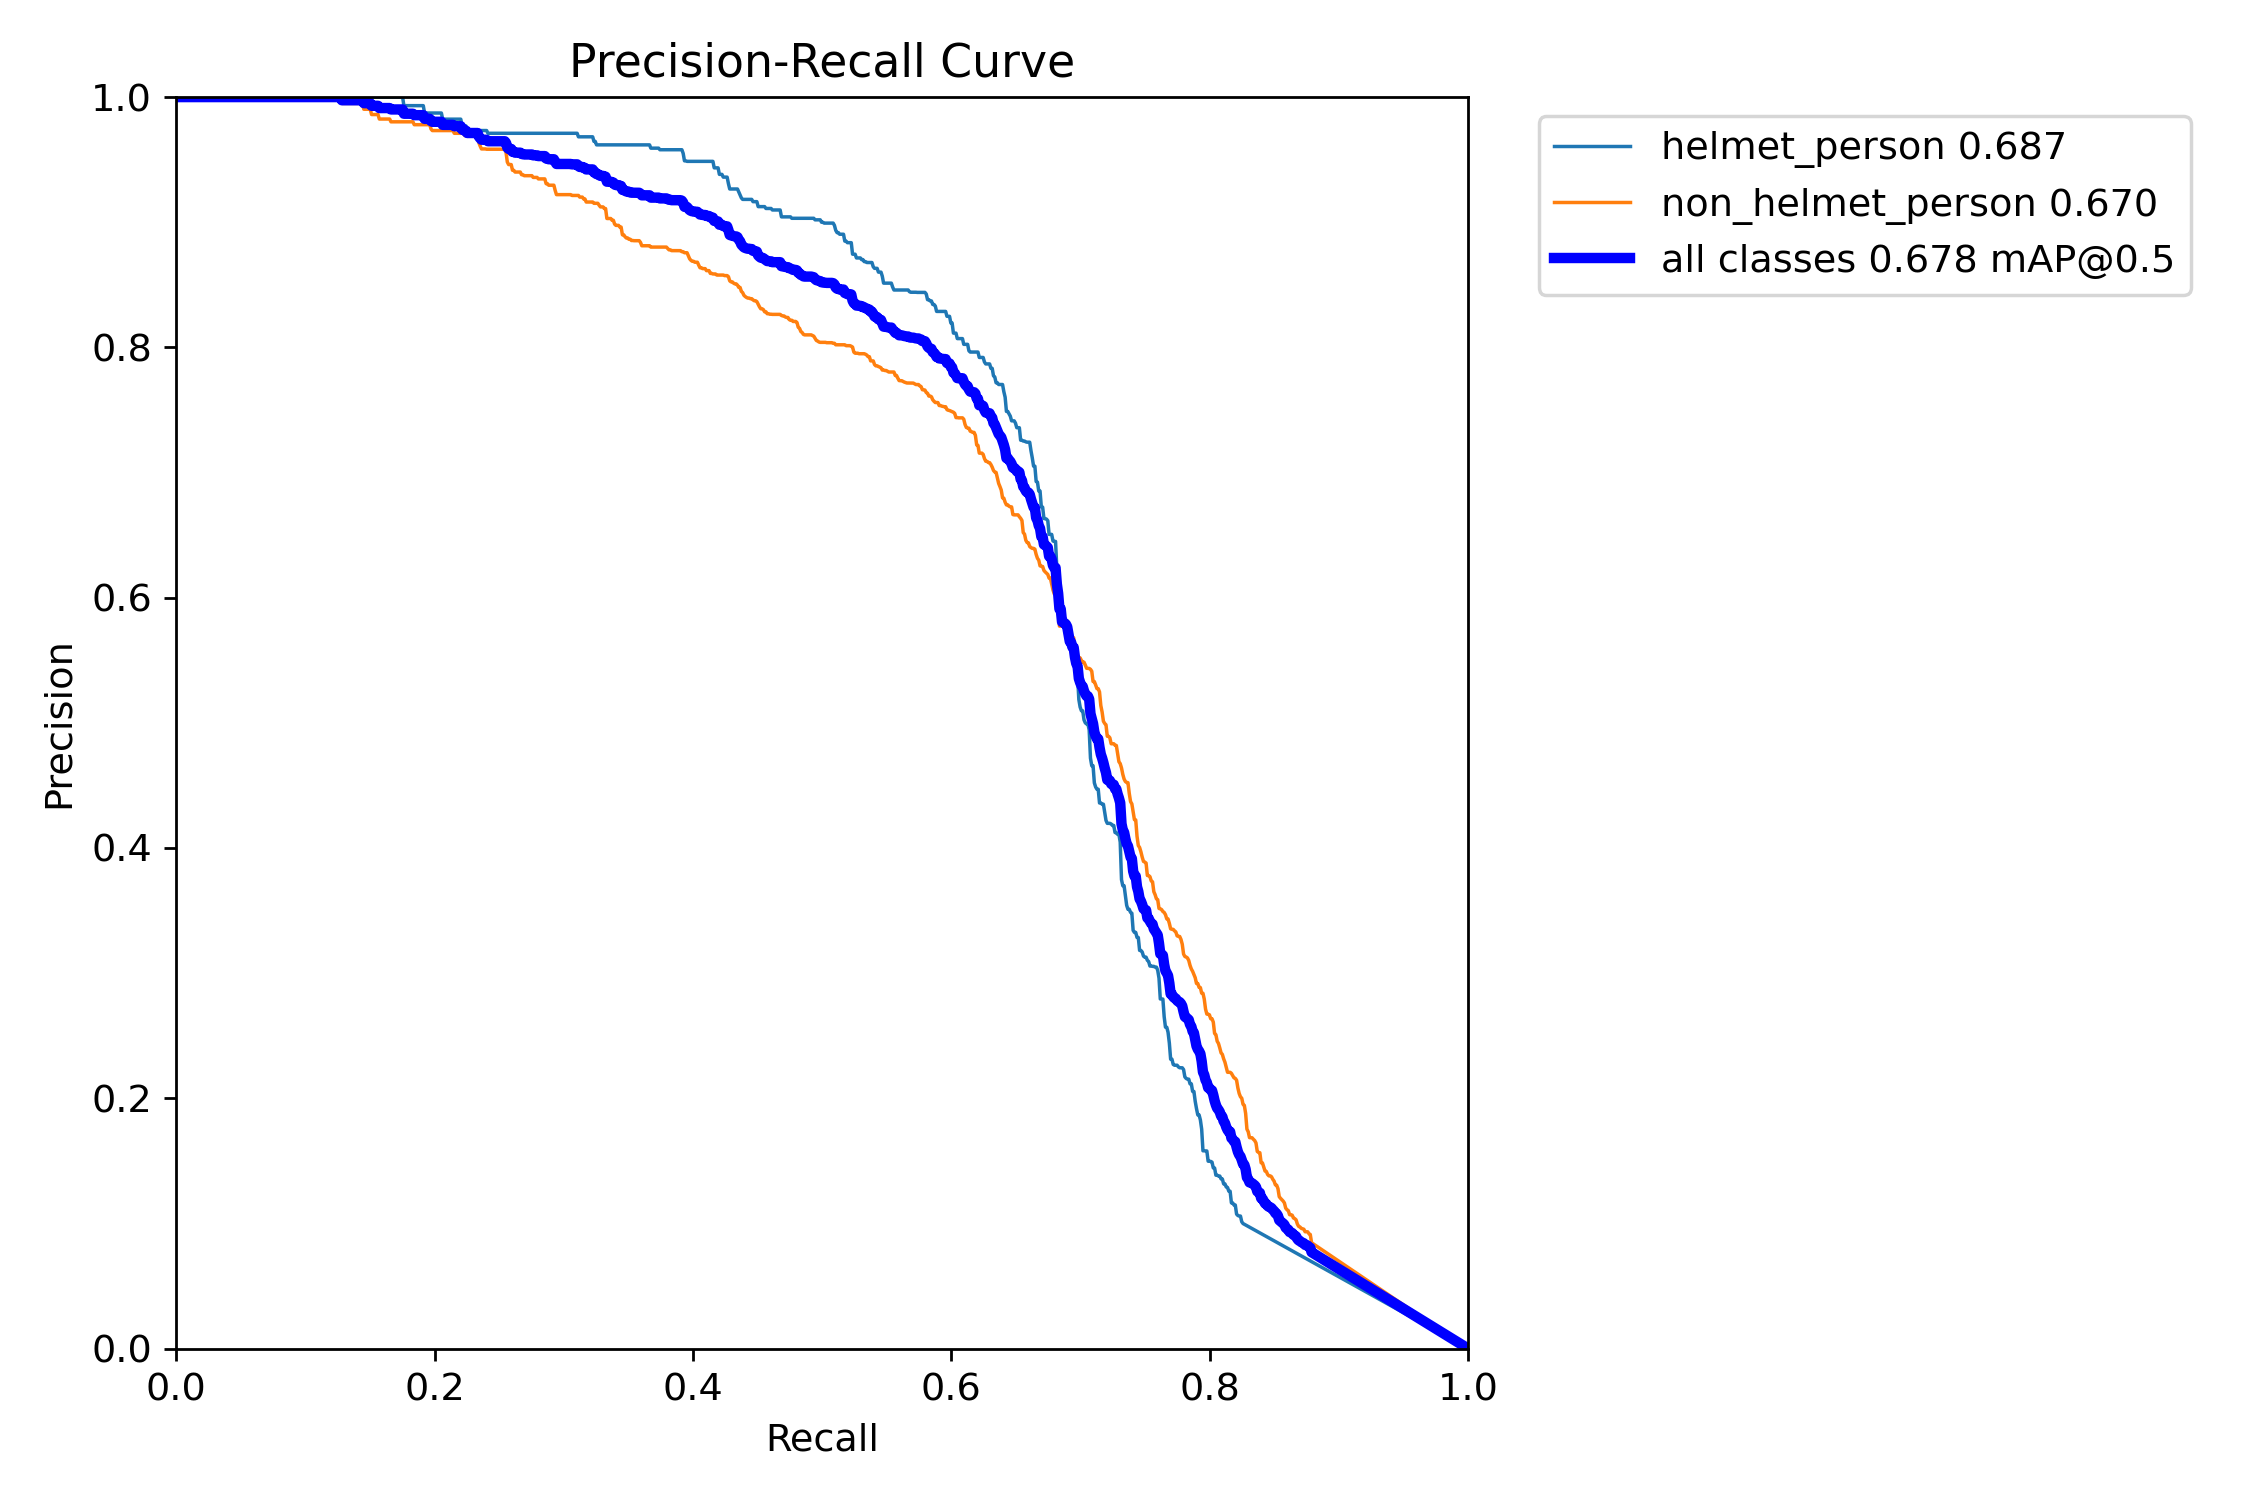 Precision-Recall Curve
1.0
0.8
0.6
0.4
0.2
0.0
Precision
0.0 0.2 0.4 0.6 0.8 1.0
Recall
helmet_person 0.687
non_helmet_person 0.670
all classes 0.678 mAP@0.5